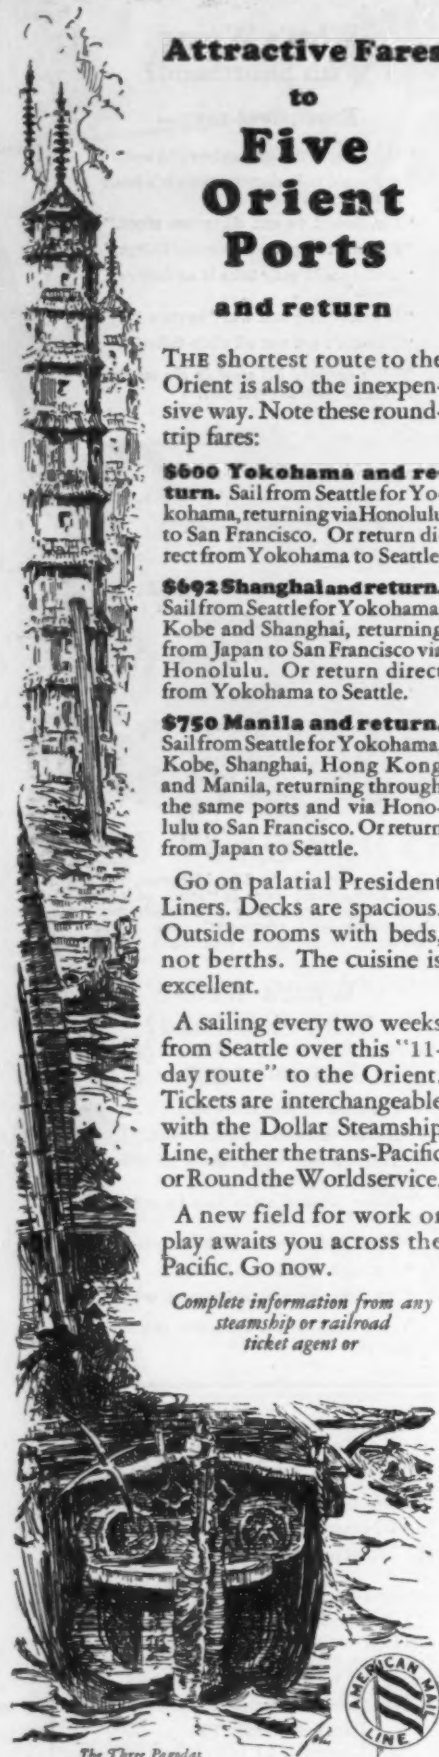 Attractive Fares
to
Five
Orient
Ports
and return
THE shortest route to the
Orient is also the inexpen-
sive way. Note these round-
trip fares:
$600 Yokohama and re-
turn. Sail from Seattle for Yo-
kohama, returning via Honolulu
to San Francisco. Or return di-
rect from Yokohama to Seattle
$692 Shanghai and return.
Sail from Seattle for Yokohama
Kobe and Shanghai, returning
from Japan to San Francisco via
Honolulu. Or return direct
from Yokohama to Seattle.
$750 Manila and return.
Sail from Seattle for Yokohama
Kobe, Shanghai, Hong Kong
and Manila, returning through
the same ports and via Hono-
lulu to San Francisco. Or return
from Japan to Seattle.
Go on palatial President
Liners. Decks are spacious.
Outside rooms with beds,
not berths. The cuisine is
excellent.
A sailing every two weeks
from Seattle over this "11-
day route" to the Orient.
Tickets are interchangeable
with the Dollar Steamship
Line, either the trans-Pacific
or Round the World service.
A new field for work or
play awaits you across the
Pacific. Go now.
Complete information from any
steamship or railroad
ticket agent or
AMERICAN MAIL
LINE
The Three Pagodas